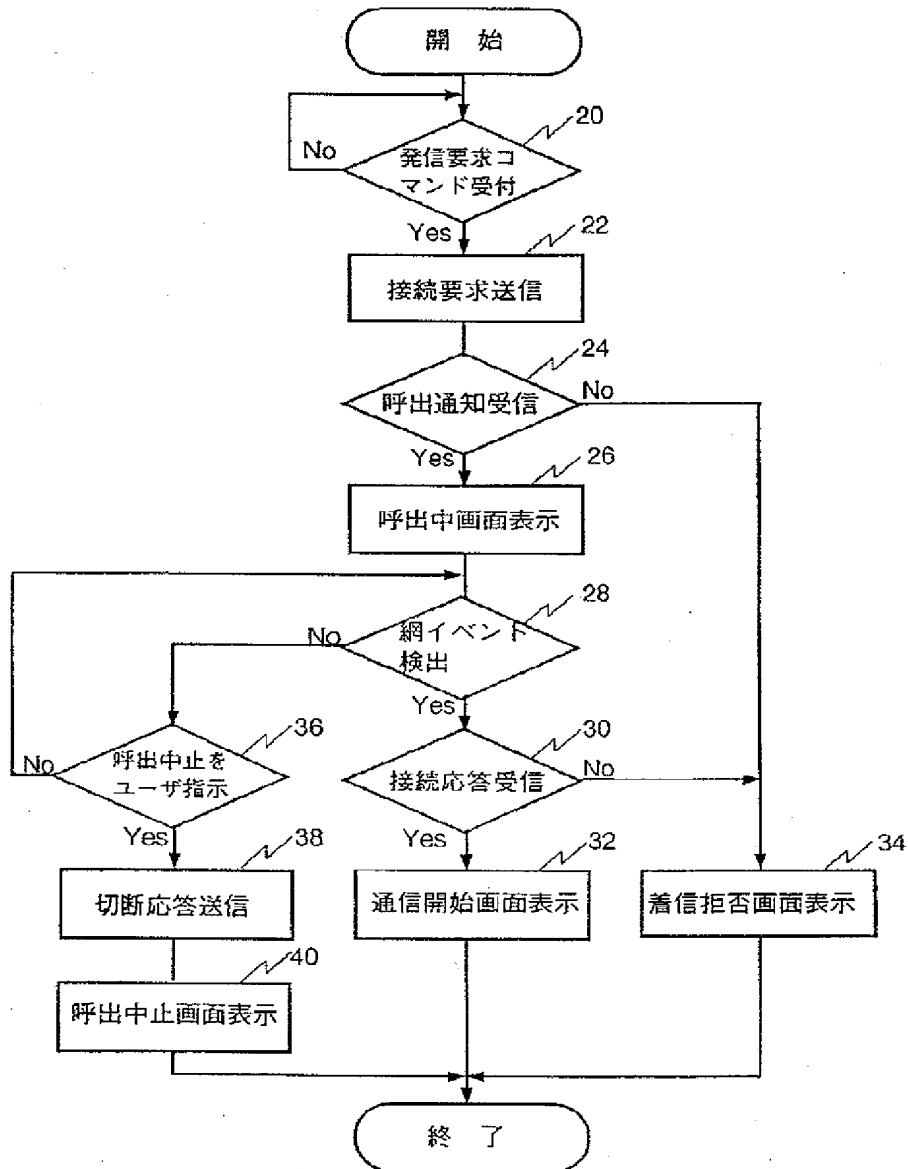 開 始
20
No
発信要求コ
マンド受付
Yes
22
接続要求送信
24
No
呼出通知受信
Yes
26
呼出中画面表示
28
No
網イベント
検出
Yes
36
30
呼出中止を
ユーザ指示
No
接続応答受信
No
Yes
Yes
38
32
34
切断応答送信
通信開始画面表示
着信拒否画面表示
40
呼出中止画面表示
終 了